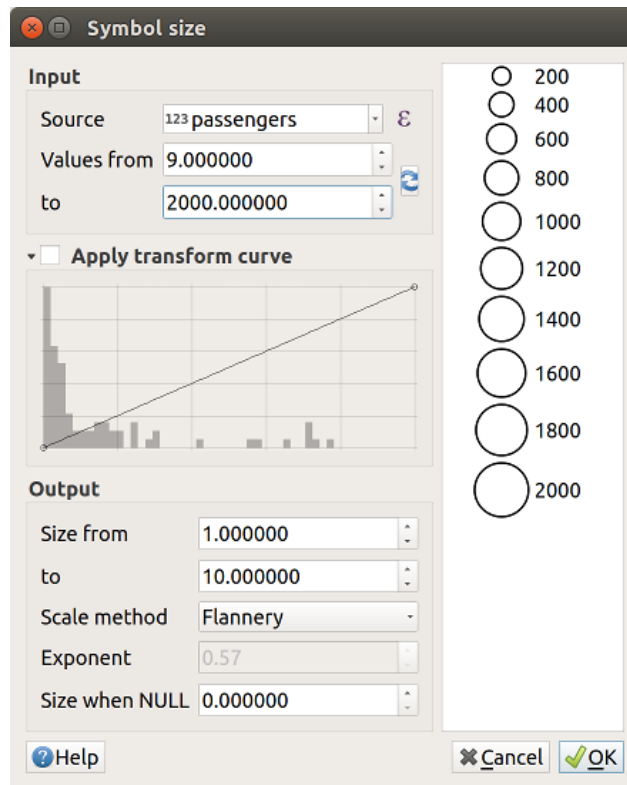 Symbol size
Input
Source 123 passengers ε
Values from 9.000000
to 2000.000000
Apply transform curve
Output
Size from 1.000000
to 10.000000
Scale method Flannery
Exponent 0.57
Size when NULL 0.000000
Help
200
400
600
800
1000
1200
1400
1600
1800
2000
Cancel OK